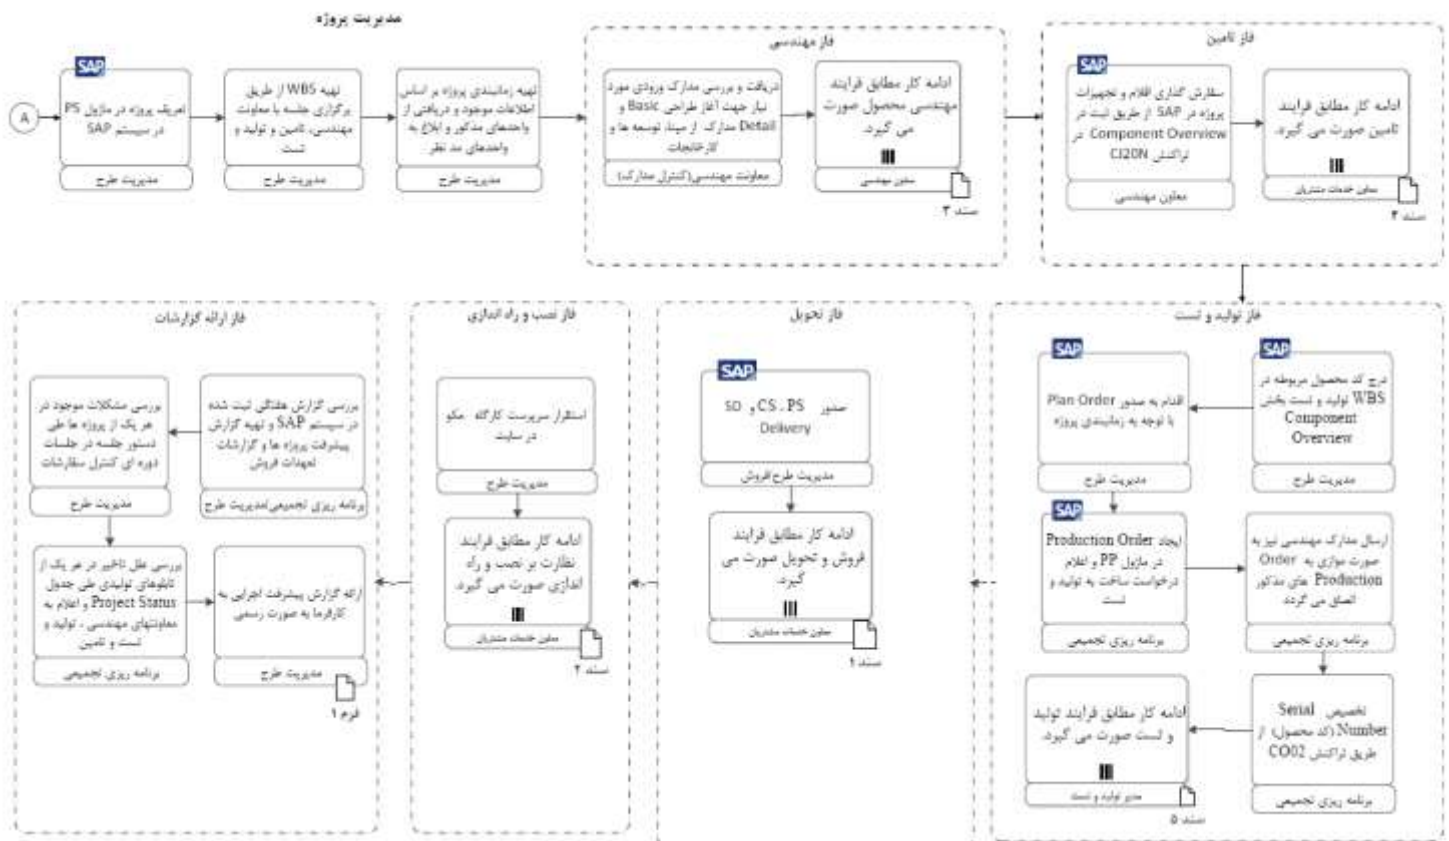 مدیریت پروژه
A
SAP
تعریف پروژه در ماژول PS
در سیستم SAP
مدیریت طرح
تهیه WBS از طریق
برگزاری جلسه با معاونت
مهندسی، تامین و تولید و
تست
مدیریت طرح
تهیه زمانبندی پروژه بر اساس
اطلاعات موجود و دریافتی از
واحدهای مذکور و ابلاغ به
واحدهای مد نظر
مدیریت طرح
فاز مهندسی
دریافت و بررسی مدارک ورودی مورد
نیاز جهت آغاز طراحی Basic و
Detail مدارک از مپنا، توسعه ها و
کارخانجات
معاونت مهندسی(کنترل مدارک)
ادامه کار مطابق فرایند
مهندسی محصول صورت
می گیرد.
معاون مهندسی
سند ۳
فاز تامین
SAP
سفارش گذاری اقلام و تجهیزات
پروژه در SAP از طریق ثبت در
Component Overview در
تراکنش CJ20N
معاون مهندسی
ادامه کار مطابق فرایند
تامین صورت می گیرد.
معاون خدمات مشتریان
سند ۴
فاز تولید و تست
SAP
درج کد محصول مربوطه در
WBS تولید و تست بخش
Component
Overview
مدیریت طرح
SAP
اقدام به صدور Plan Order
با توجه به زمانبندی پروژه
مدیریت طرح
SAP
ایجاد Production Order
در ماژول PP و اعلام
درخواست ساخت به تولید و
تست
برنامه ریزی تجمیعی
ارسال مدارک مهندسی نیز به
صورت موازی به Order
Production های مذکور
الصاق می گردد
برنامه ریزی تجمیعی
تخصیص Serial
Number (کد محصول) از
طریق تراکنش CO02
برنامه ریزی تجمیعی
ادامه کار مطابق فرایند تولید
و تست صورت می گیرد.
مدیر تولید و تست
سند ۵
فاز تحویل
SAP
صدور CS ، PS و SO
Delivery
مدیریت طرح/فروش
ادامه کار مطابق فرایند
فروش و تحویل صورت می
گیرد.
معاون خدمات مشتریان
سند ۱
فاز نصب و راه اندازی
استقرار سرپرست کارگاه مکو
در سایت
مدیریت طرح
ادامه کار مطابق فرایند
نظارت بر نصب و راه
اندازی صورت می گیرد.
معاون خدمات مشتریان
سند ۲
فاز ارائه گزارشات
بررسی گزارش هفتگی ثبت شده
در سیستم SAP و تهیه گزارش
پیشرفت پروژه ها و گزارشات
تعهدات فروش
برنامه ریزی تجمیعی/مدیریت طرح
بررسی مشکلات موجود در
هر یک از پروژه ها طی
دستور جلسه در جلسات
دوره ای کنترل سفارشات
مدیریت طرح
بررسی علل تاخیر در هر یک از
تابلوهای تولیدی طی جدول
Project Status و اعلام به
معاونتهای مهندسی ، تولید و
تست و تامین
برنامه ریزی تجمیعی
ارائه گزارش پیشرفت اجرایی به
کارفرما به صورت رسمی
مدیریت طرح
فرم ۱